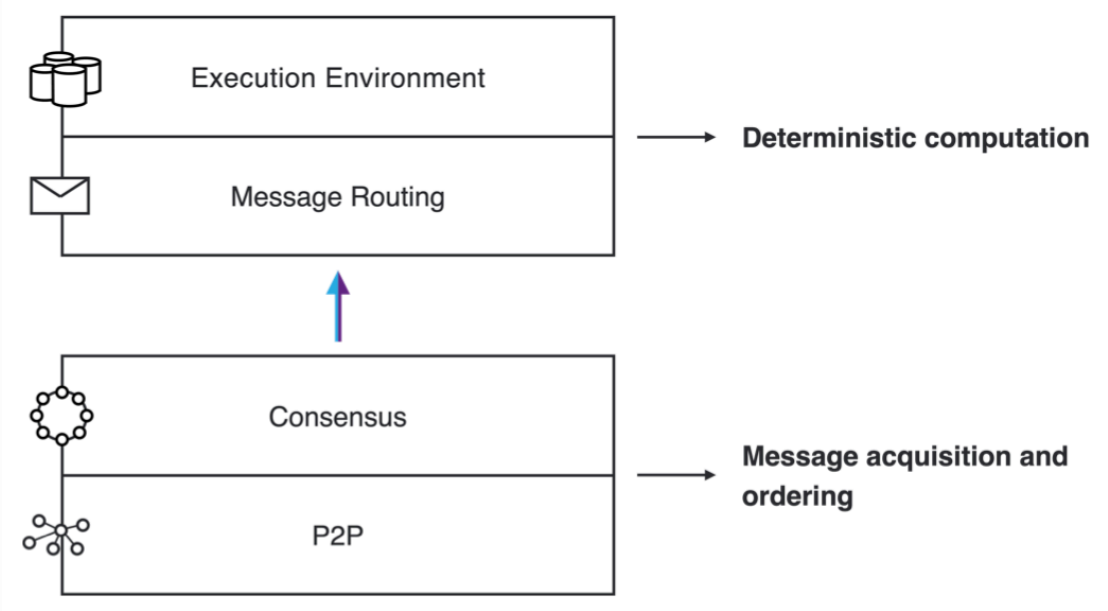 Execution Environment
Message Routing
Deterministic computation
Consensus
P2P
Message acquisition and
ordering